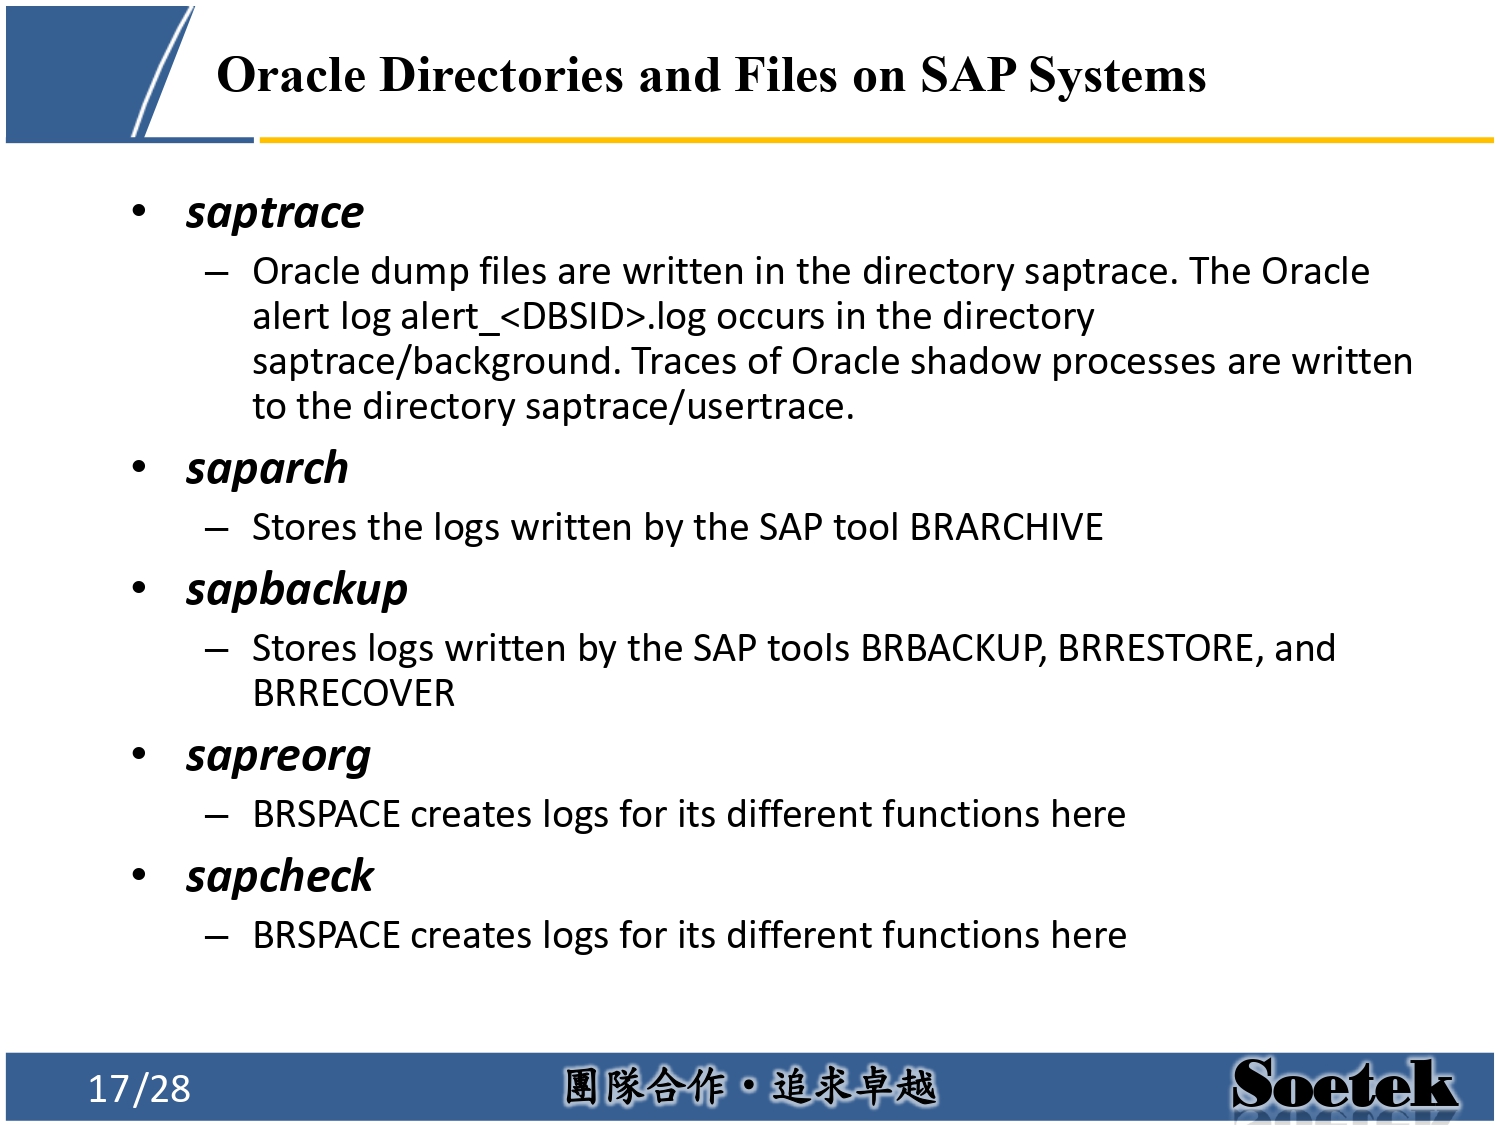 Oracle Directories and Files on SAP Systems
• saptrace
– Oracle dump files are written in the directory saptrace. The Oracle
alert log alert_<DBSID>.log occurs in the directory
saptrace/background. Traces of Oracle shadow processes are written
to the directory saptrace/usertrace.
• saparch
– Stores the logs written by the SAP tool BRARCHIVE
• sapbackup
– Stores logs written by the SAP tools BRBACKUP, BRRESTORE, and
BRRECOVER
• sapreorg
– BRSPACE creates logs for its different functions here
• sapcheck
– BRSPACE creates logs for its different functions here
17/28
團隊合作・追求卓越
Soetek